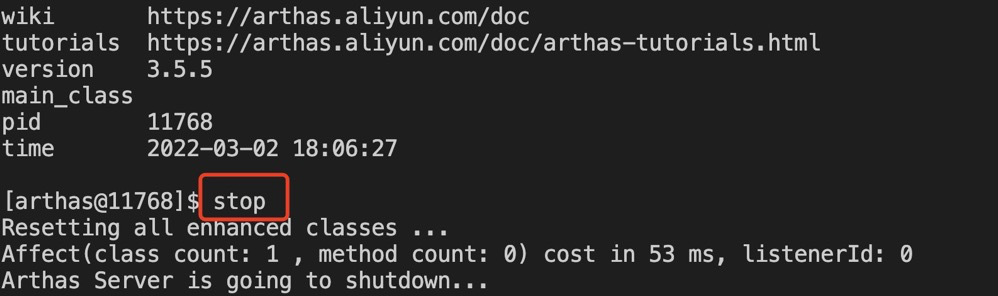 wiki https://arthas.aliyun.com/doc
tutorials https://arthas.aliyun.com/doc/arthas-tutorials.html
version 3.5.5
main_class
pid 11768
time 2022-03-02 18:06:27
[arthas@11768]$ stop
Resetting all enhanced classes ...
Affect(class count: 1 , method count: 0) cost in 53 ms, listenerId: 0
Arthas Server is going to shutdown...